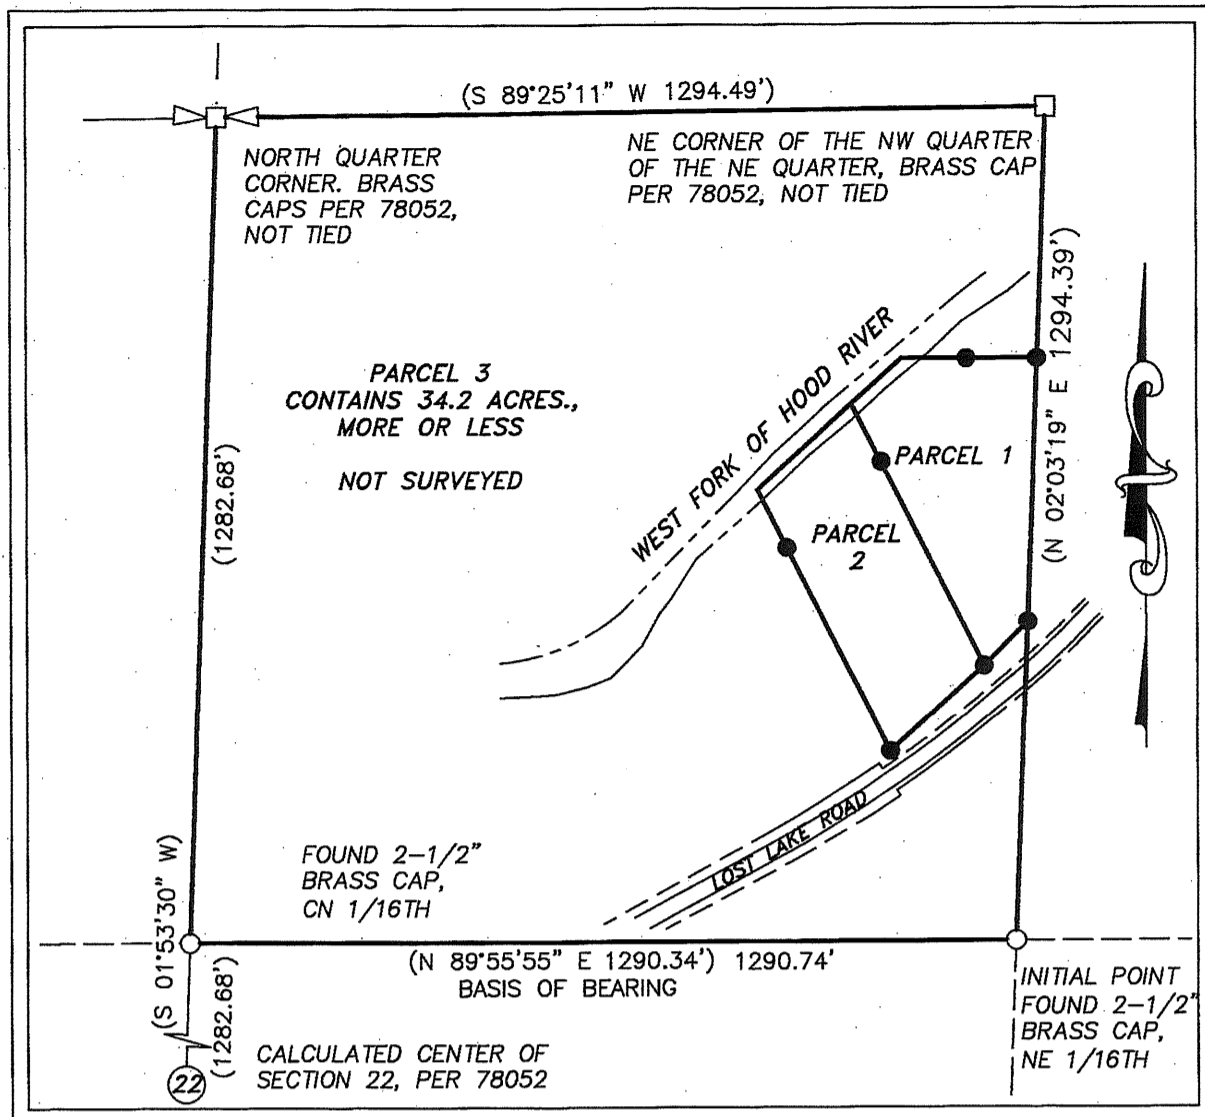 (S 89°25'11" W 1294.49')
NORTH QUARTER
CORNER. BRASS
CAPS PER 78052,
NOT TIED
NE CORNER OF THE NW QUARTER
OF THE NE QUARTER, BRASS CAP
PER 78052, NOT TIED
(N 02°03'19" E 1294.39')
WEST FORK OF HOOD RIVER
PARCEL 3
CONTAINS 34.2 ACRES.,
MORE OR LESS
NOT SURVEYED
(1282.68')
PARCEL 1
PARCEL
2
LOST LAKE ROAD
FOUND 2-1/2"
BRASS CAP,
CN 1/16TH
(S 01°53'30" W)
(1282.68')
(N 89°55'55" E 1290.34') 1290.74'
BASIS OF BEARING
INITIAL POINT
FOUND 2-1/2"
BRASS CAP,
NE 1/16TH
CALCULATED CENTER OF
SECTION 22, PER 78052
22